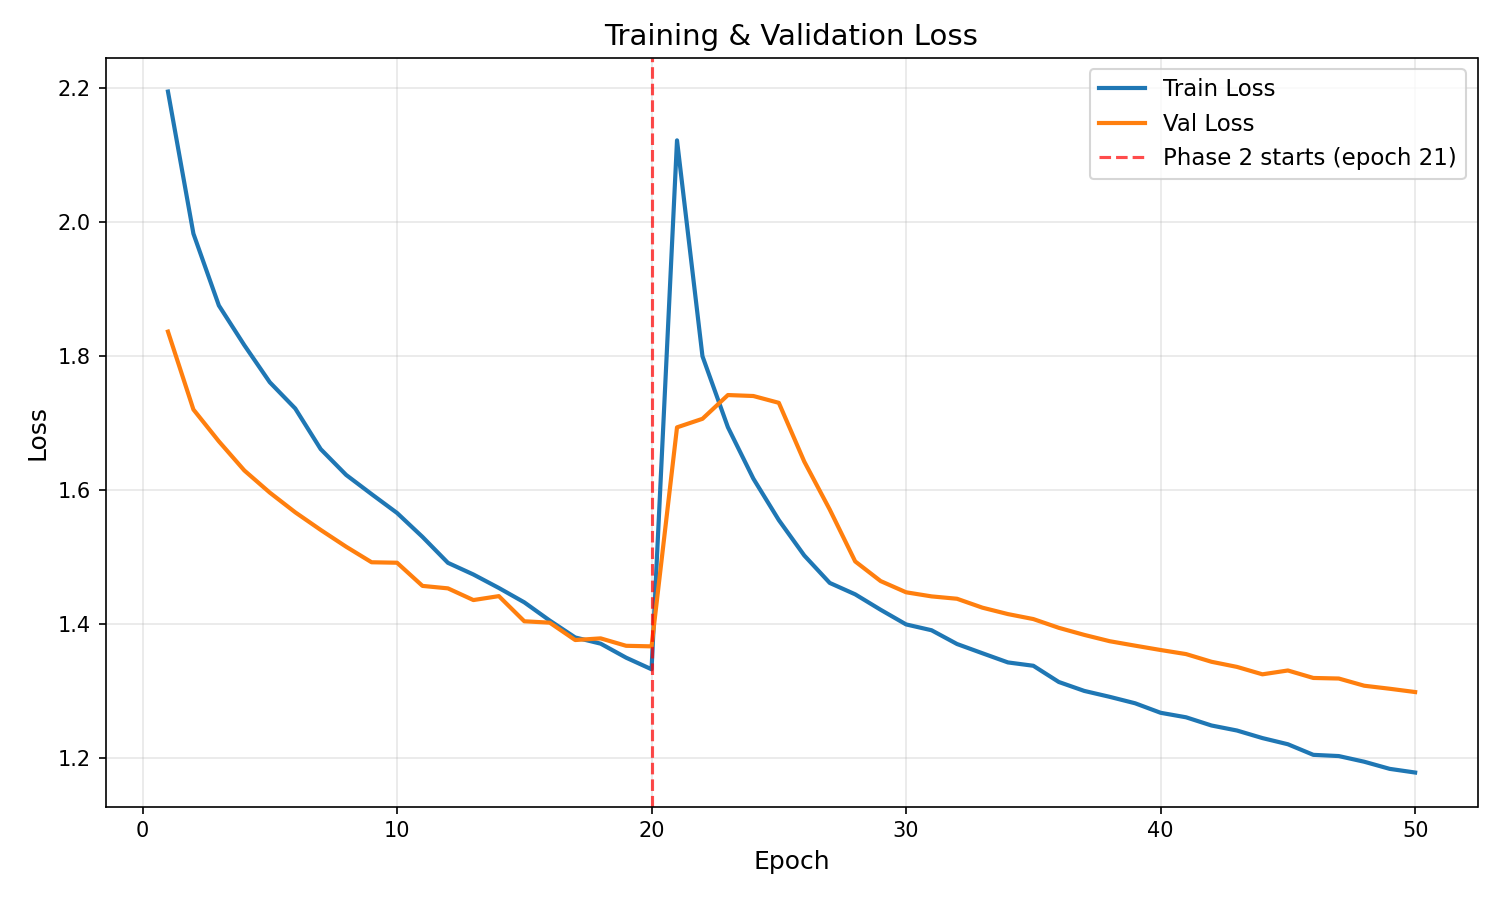 Training & Validation Loss
Train Loss
Val Loss
Phase 2 starts (epoch 21)
Loss
2.2
2.0
1.8
1.6
1.4
1.2
0 10 20 30 40 50
Epoch